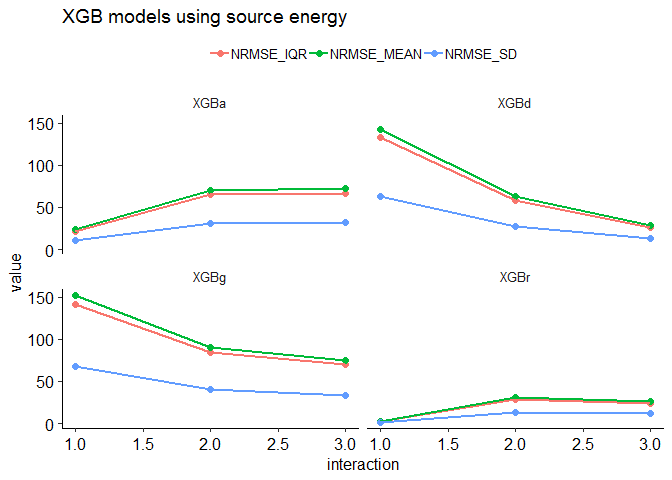 XGB models using source energy
NRMSE_IQR NRMSE_MEAN NRMSE_SD
XGBa XGBd
150
100
50
0
XGBg XGBr
150
100
50
0
value
1.0 1.5 2.0 2.5 3.0 1.0 1.5 2.0 2.5 3.0
interaction